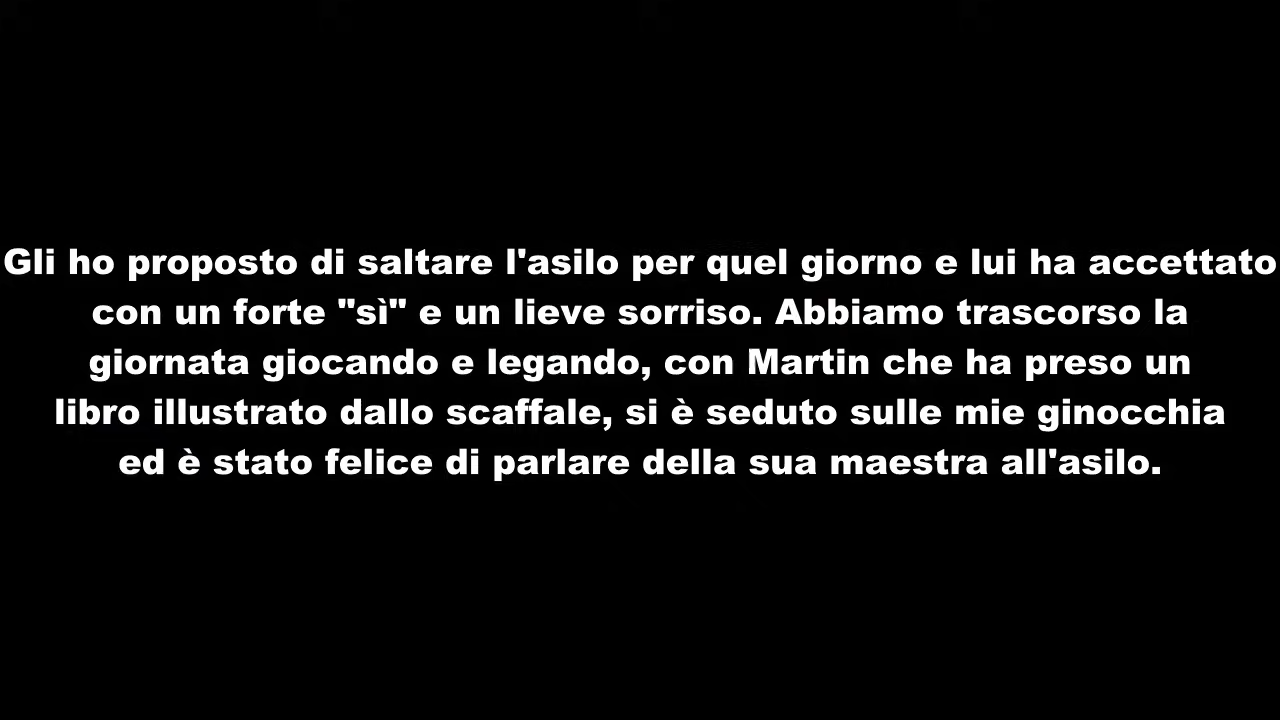 Gli ho proposto di saltare l'asilo per quel giorno e lui ha accettato
con un forte "sì" e un lieve sorriso. Abbiamo trascorso la
giornata giocando e legando, con Martin che ha preso un
libro illustrato dallo scaffale, si è seduto sulle mie ginocchia
ed è stato felice di parlare della sua maestra all'asilo.